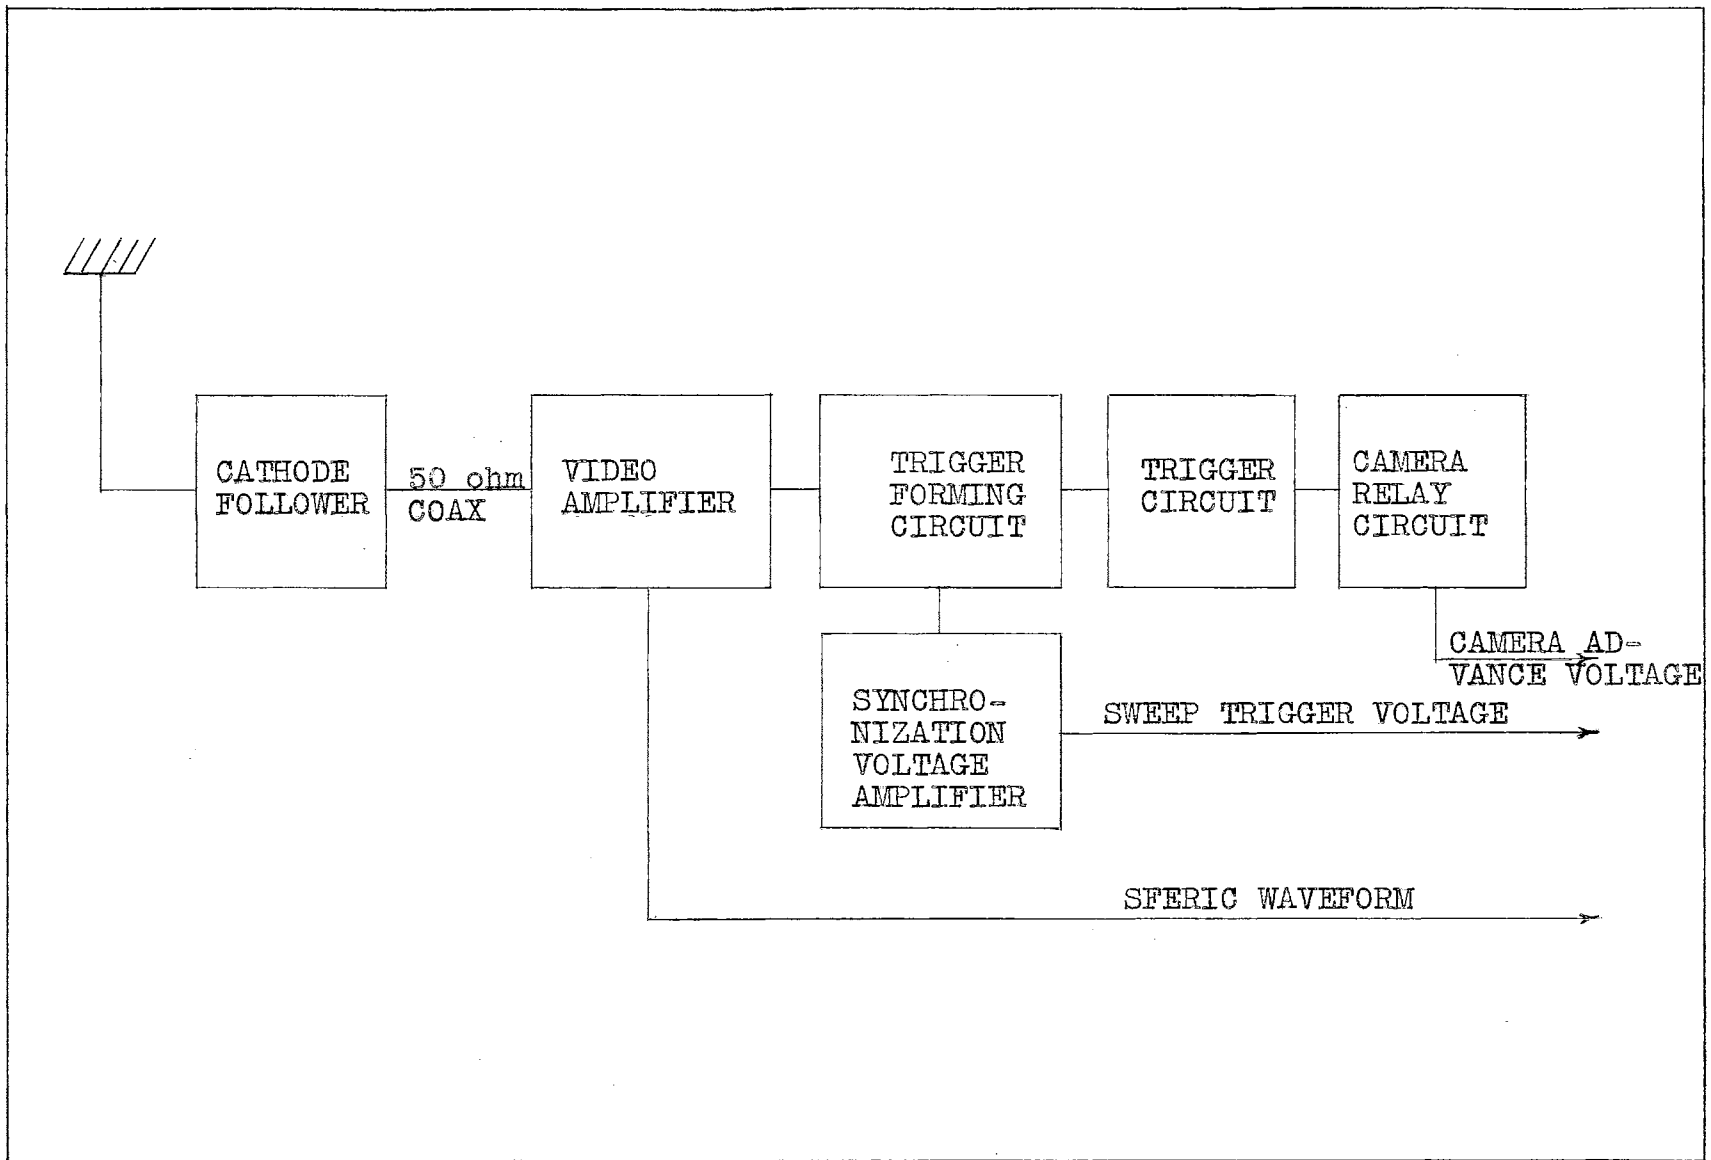 CATHODE
FOLLOWER
50 ohm
COAX
VIDEO
AMPLIFIER
TRIGGER
FORMING
CIRCUIT
TRIGGER
CIRCUIT
CAMERA
RELAY
CIRCUIT
CAMERA AD-
VANCE VOLTAGE
SYNCHRO-
NIZATION
VOLTAGE
AMPLIFIER
SWEEP TRIGGER VOLTAGE
SFERIC WAVEFORM